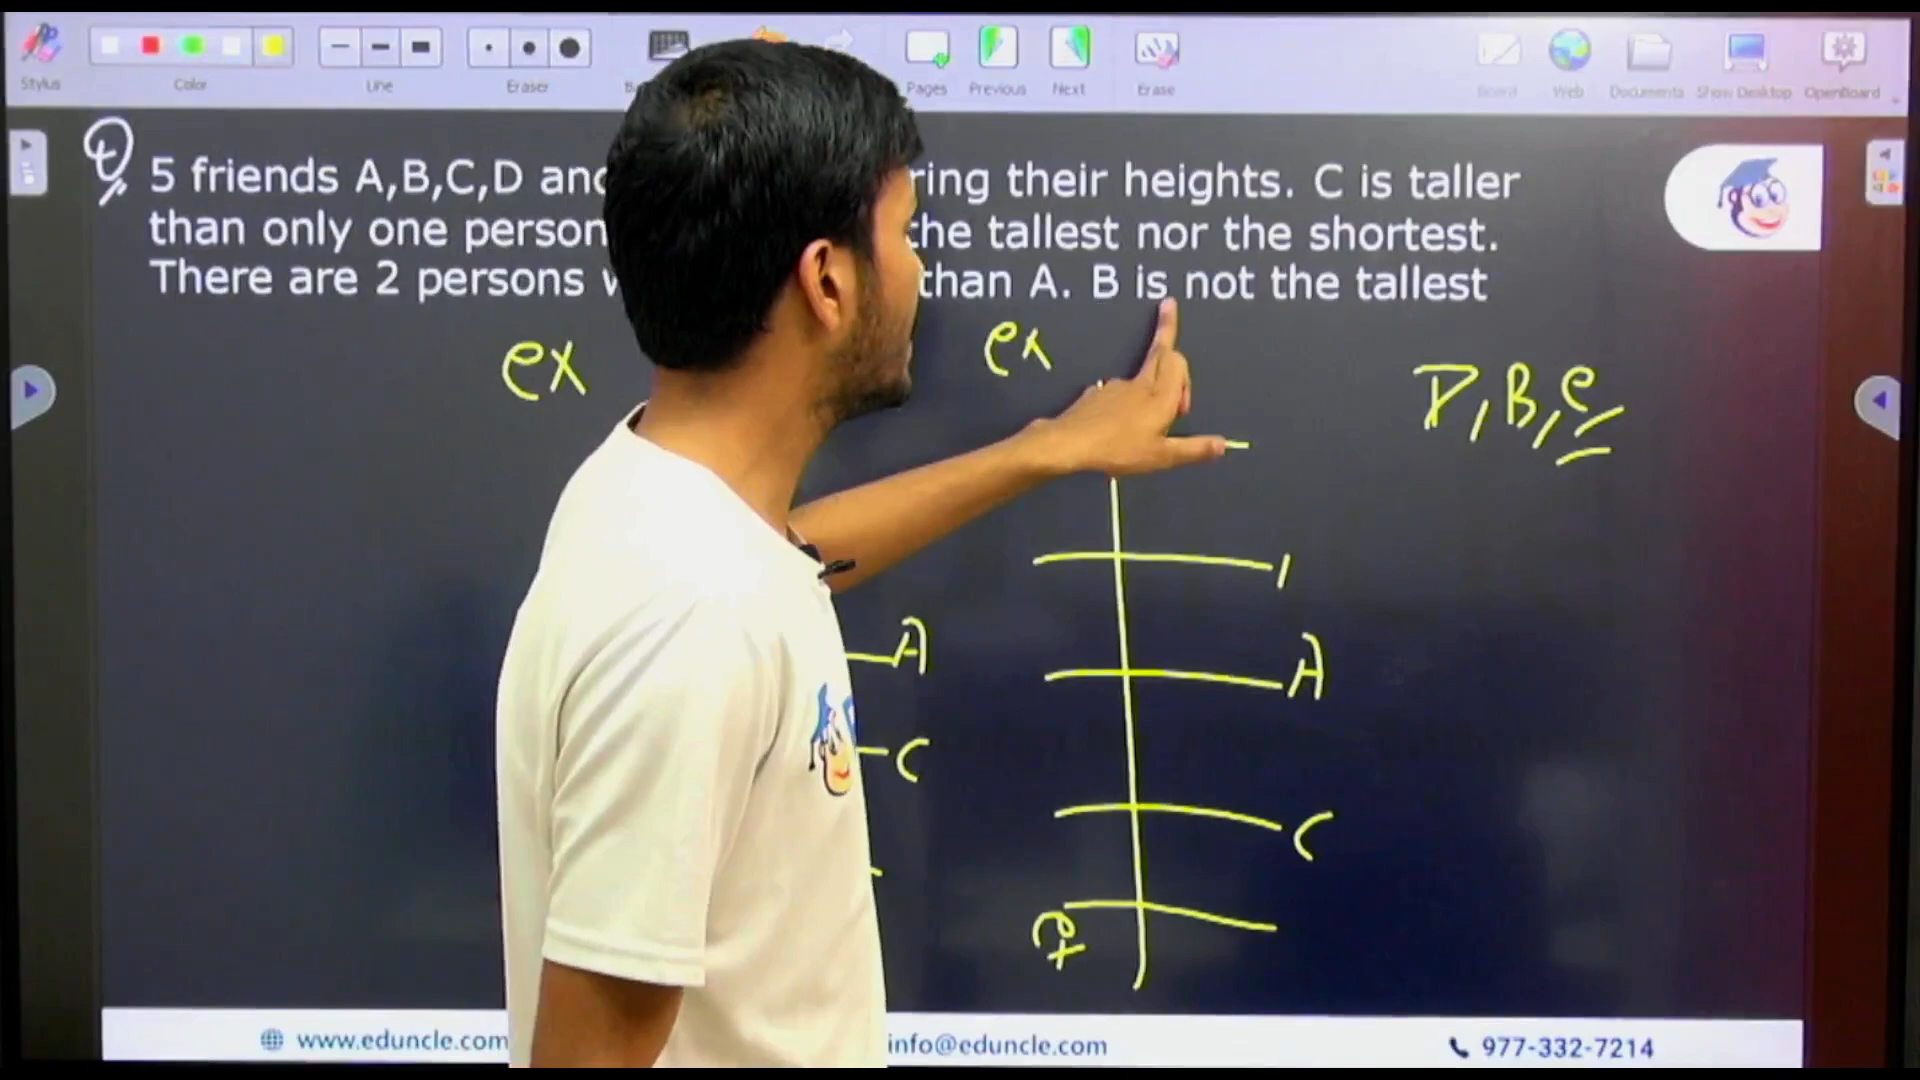 Stylus
Color
Line
Eraser
Pages
Previous
Next
Erase
Board
Web
Documents
Show Desktop
OpenBoard
5 friends A,B,C,D and ring their heights. C is taller
than only one person the tallest nor the shortest.
There are 2 persons than A. B is not the tallest
ex
ex
D, B, e
A
A
C
C
www.eduncle.com
info@eduncle.com
977-332-7214